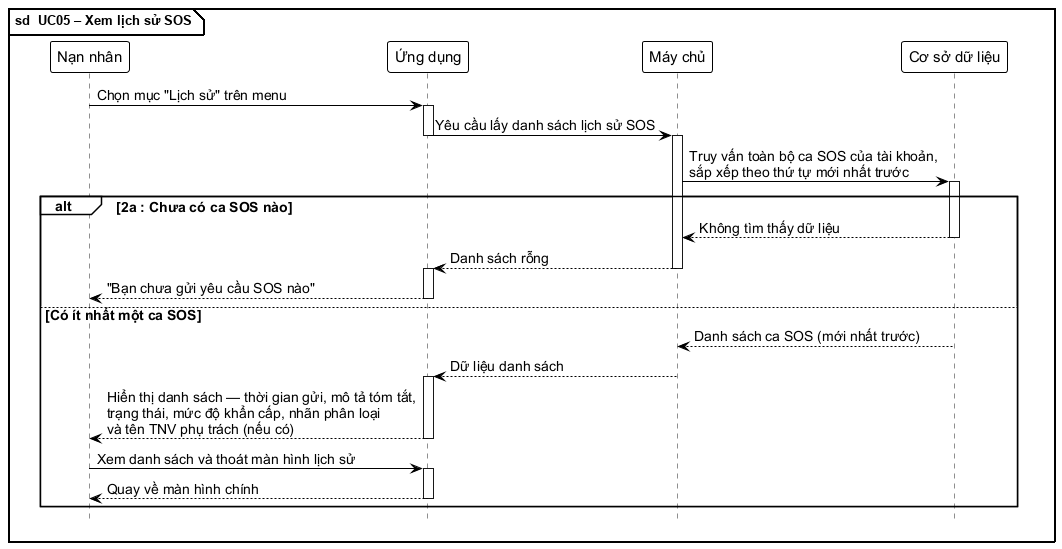 sd UC05 – Xem lịch sử SOS
Nạn nhân
Ứng dụng
Máy chủ
Cơ sở dữ liệu
Chọn mục "Lịch sử" trên menu
Yêu cầu lấy danh sách lịch sử SOS
Truy vấn toàn bộ ca SOS của tài khoản,
sắp xếp theo thứ tự mới nhất trước
alt
[2a : Chưa có ca SOS nào]
Không tìm thấy dữ liệu
Danh sách rỗng
"Bạn chưa gửi yêu cầu SOS nào"
[Có ít nhất một ca SOS]
Danh sách ca SOS (mới nhất trước)
Dữ liệu danh sách
Hiển thị danh sách — thời gian gửi, mô tả tóm tắt,
trạng thái, mức độ khẩn cấp, nhãn phân loại
và tên TNV phụ trách (nếu có)
Xem danh sách và thoát màn hình lịch sử
Quay về màn hình chính